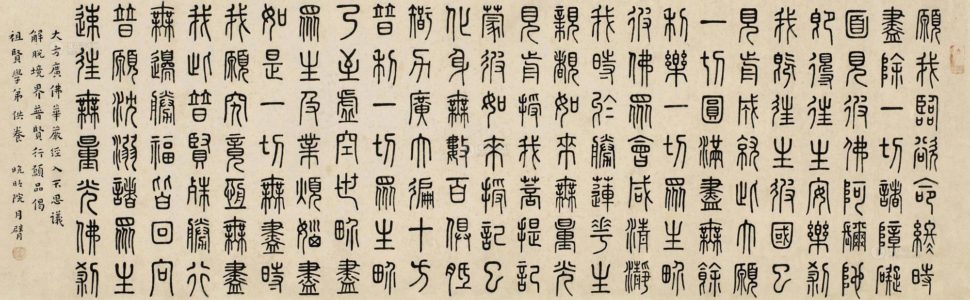 願我臨欲命終時
盡除一切諸障礙
面見彼佛阿彌陀
即得往生安樂剎
我既往生彼國已
見前成就此大願
一切圓滿盡無餘
利樂一切眾生界
彼佛眾會咸清淨
我時於勝蓮華生
親覩如來無量光
見前授我菩提記
蒙彼如來授記已
化身無數百俱胝
智力廣大徧十方
普利一切眾生界
乃至虛空世界盡
眾生及業煩惱盡
如是一切無盡時
我願究竟恆無盡
我此普賢殊勝行
無邊勝福皆回向
普願沈溺諸眾生
速往無量光佛剎
大方廣佛華嚴經入不思議
解脫境界普賢行願品偈
祖賢學弟供養 院月臂